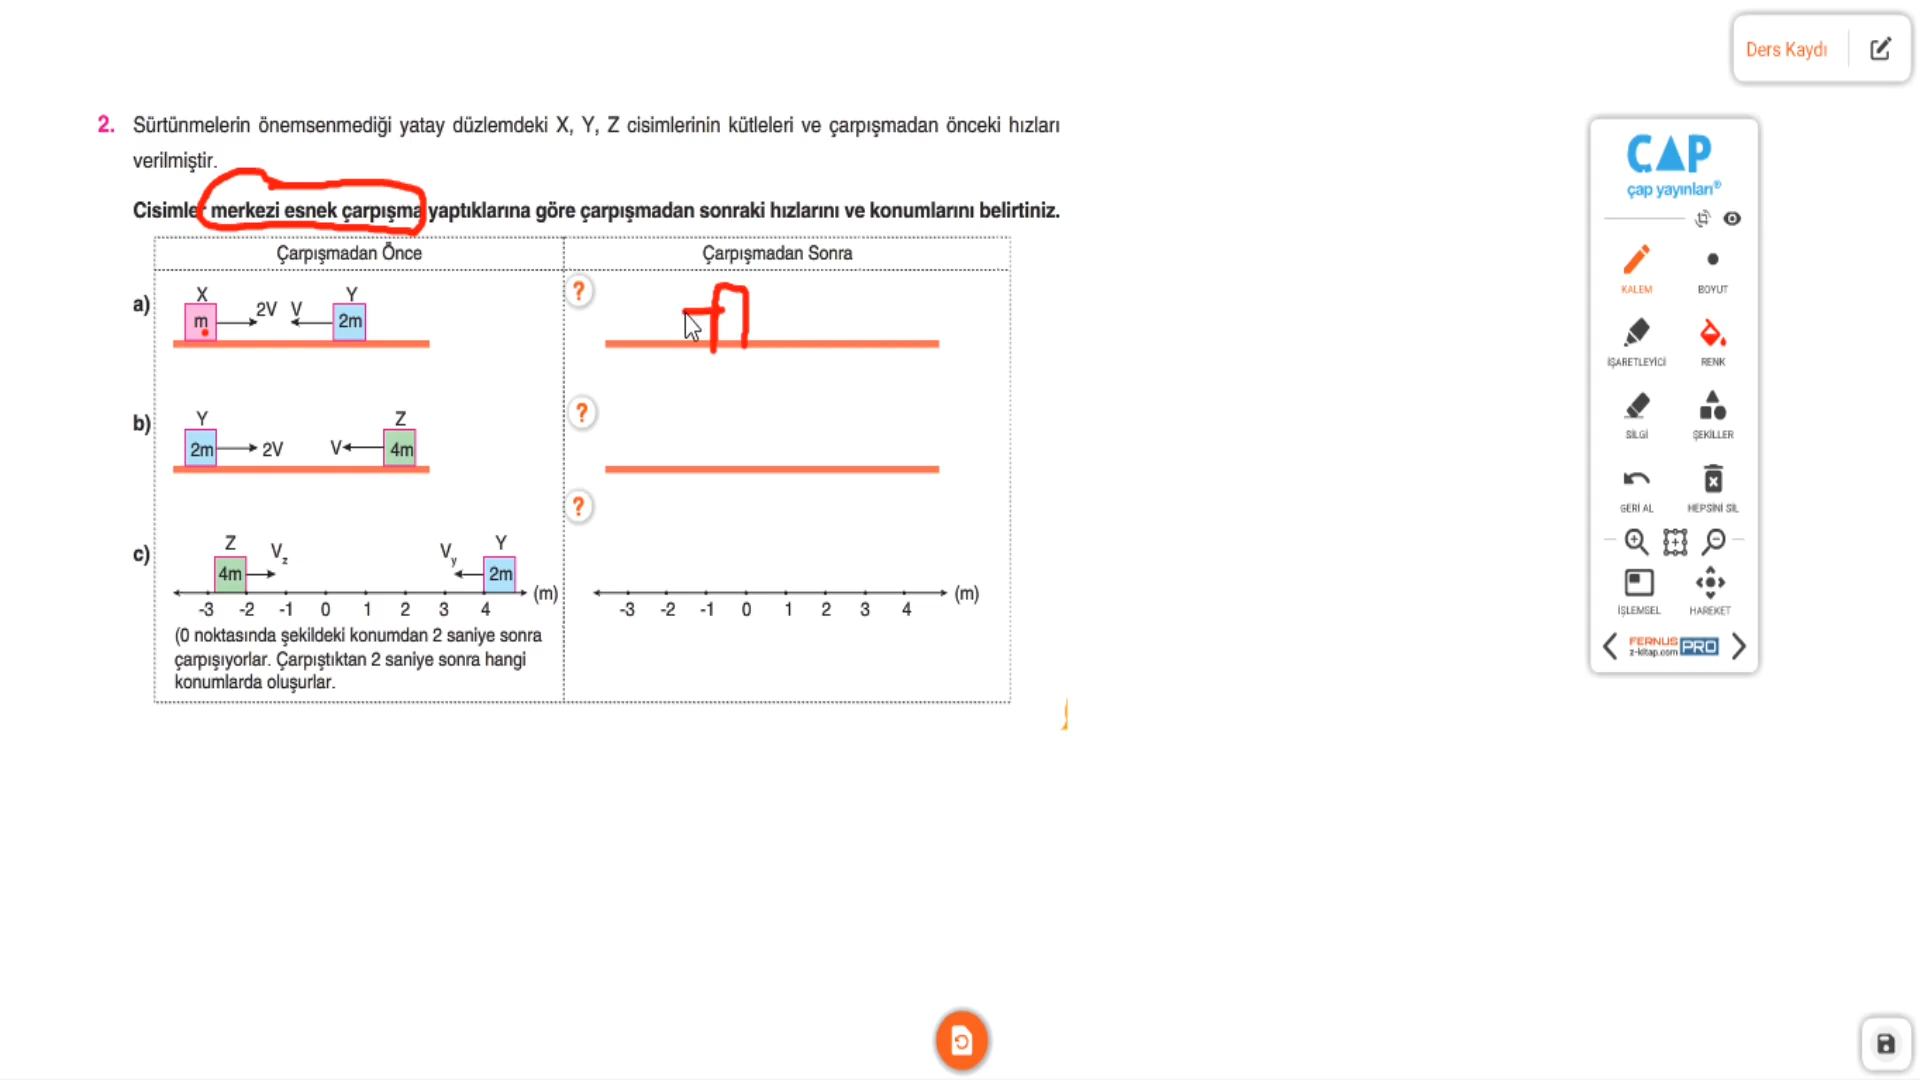 Ders Kaydı
2. Sürtünmelerin önemsenmediği yatay düzlemdeki X, Y, Z cisimlerinin kütleleri ve çarpışmadan önceki hızları
verilmiştir.
Cisimler merkezi esnek çarpışma yaptıklarına göre çarpışmadan sonraki hızlarını ve konumlarını belirtiniz.
Çarpışmadan Önce
Çarpışmadan Sonra
a)
X
m
2V
V
Y
2m
?
b)
Y
2m
2V
V
Z
4m
?
c)
Z
4m
Vz
Vy
Y
2m
?
-3 -2 -1 0 1 2 3 4 (m)
-3 -2 -1 0 1 2 3 4 (m)
(0 noktasında şekildeki konumdan 2 saniye sonra
çarpışıyorlar. Çarpıştıktan 2 saniye sonra hangi
konumlarda oluşurlar.
ÇAP
çap yayınları®
KALEM
BOYUT
İŞARETLEYİCİ
RENK
SİLGİ
ŞEKİLLER
GERİ AL
HEPSİNİ SİL
İŞLEMSEL
HAREKET
FERNUS
z-kitap.com
PRO